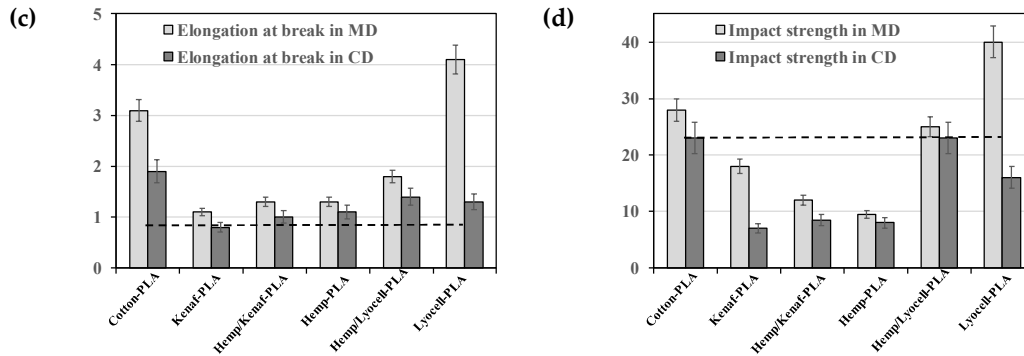 (c)
Elongation at break in MD
Elongation at break in CD
5
4
3
2
1
0
Cotton-PLA
Kenaf-PLA
Hemp/Kenaf-PLA
Hemp-PLA
Hemp/Lyocell-PLA
Lyocell-PLA
(d)
Impact strength in MD
Impact strength in CD
40
30
20
10
0
Cotton-PLA
Kenaf-PLA
Hemp/Kenaf-PLA
Hemp-PLA
Hemp/Lyocell-PLA
Lyocell-PLA